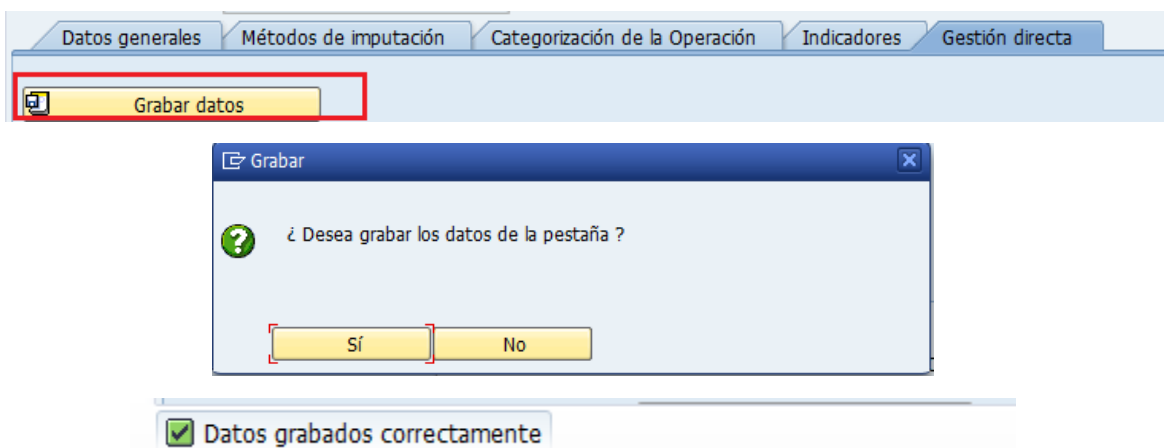 Datos generales Métodos de imputación Categorización de la Operación Indicadores Gestión directa
Grabar datos
Grabar
¿ Desea grabar los datos de la pestaña ?
Sí No
Datos grabados correctamente